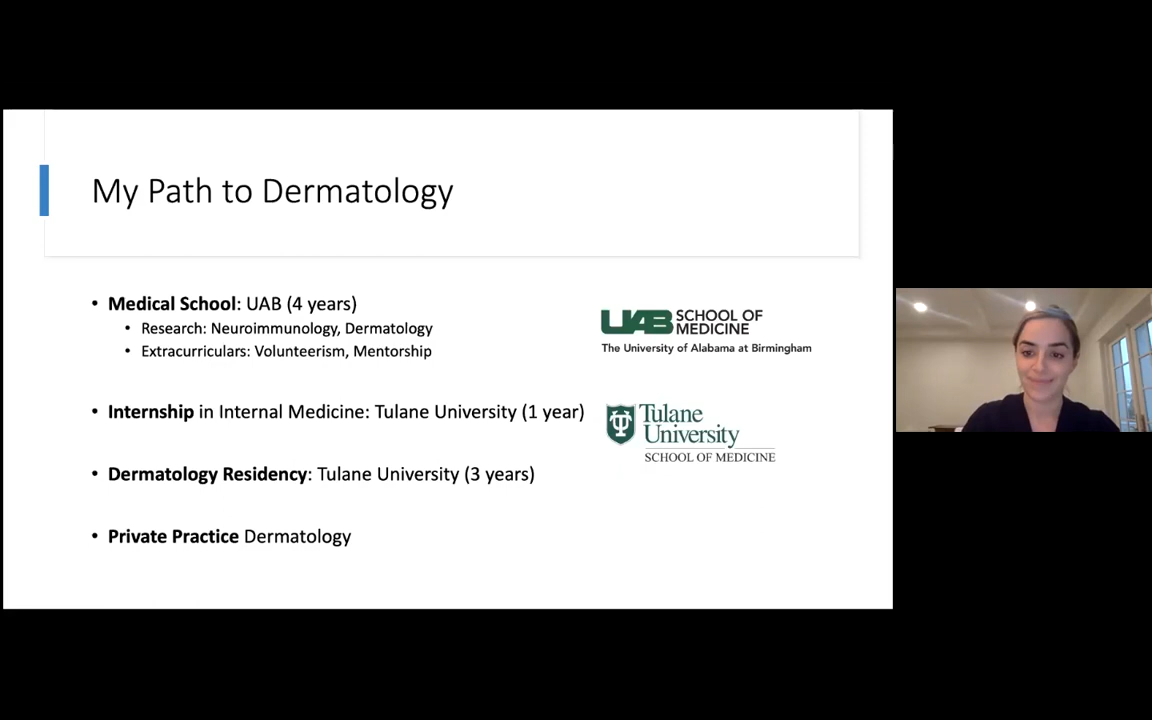 My Path to Dermatology
• Medical School: UAB (4 years)
• Research: Neuroimmunology, Dermatology
• Extracurriculars: Volunteerism, Mentorship
• Internship in Internal Medicine: Tulane University (1 year)
• Dermatology Residency: Tulane University (3 years)
• Private Practice Dermatology
UAB SCHOOL OF
MEDICINE
The University of Alabama at Birmingham
Tulane
University
SCHOOL OF MEDICINE